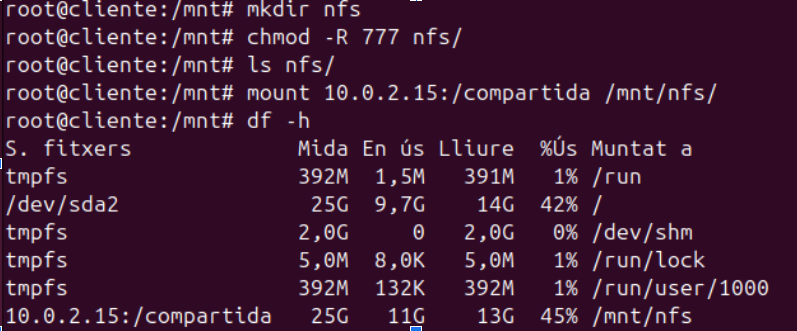 root@cliente:/mnt# mkdir nfs
root@cliente:/mnt# chmod -R 777 nfs/
root@cliente:/mnt# ls nfs/
root@cliente:/mnt# mount 10.0.2.15:/compartida /mnt/nfs/
root@cliente:/mnt# df -h
S. fitxers Mida En ús Lliure %Ús Muntat a
tmpfs 392M 1,5M 391M 1% /run
/dev/sda2 25G 9,7G 14G 42% /
tmpfs 2,0G 0 2,0G 0% /dev/shm
tmpfs 5,0M 8,0K 5,0M 1% /run/lock
tmpfs 392M 132K 392M 1% /run/user/1000
10.0.2.15:/compartida 25G 11G 13G 45% /mnt/nfs